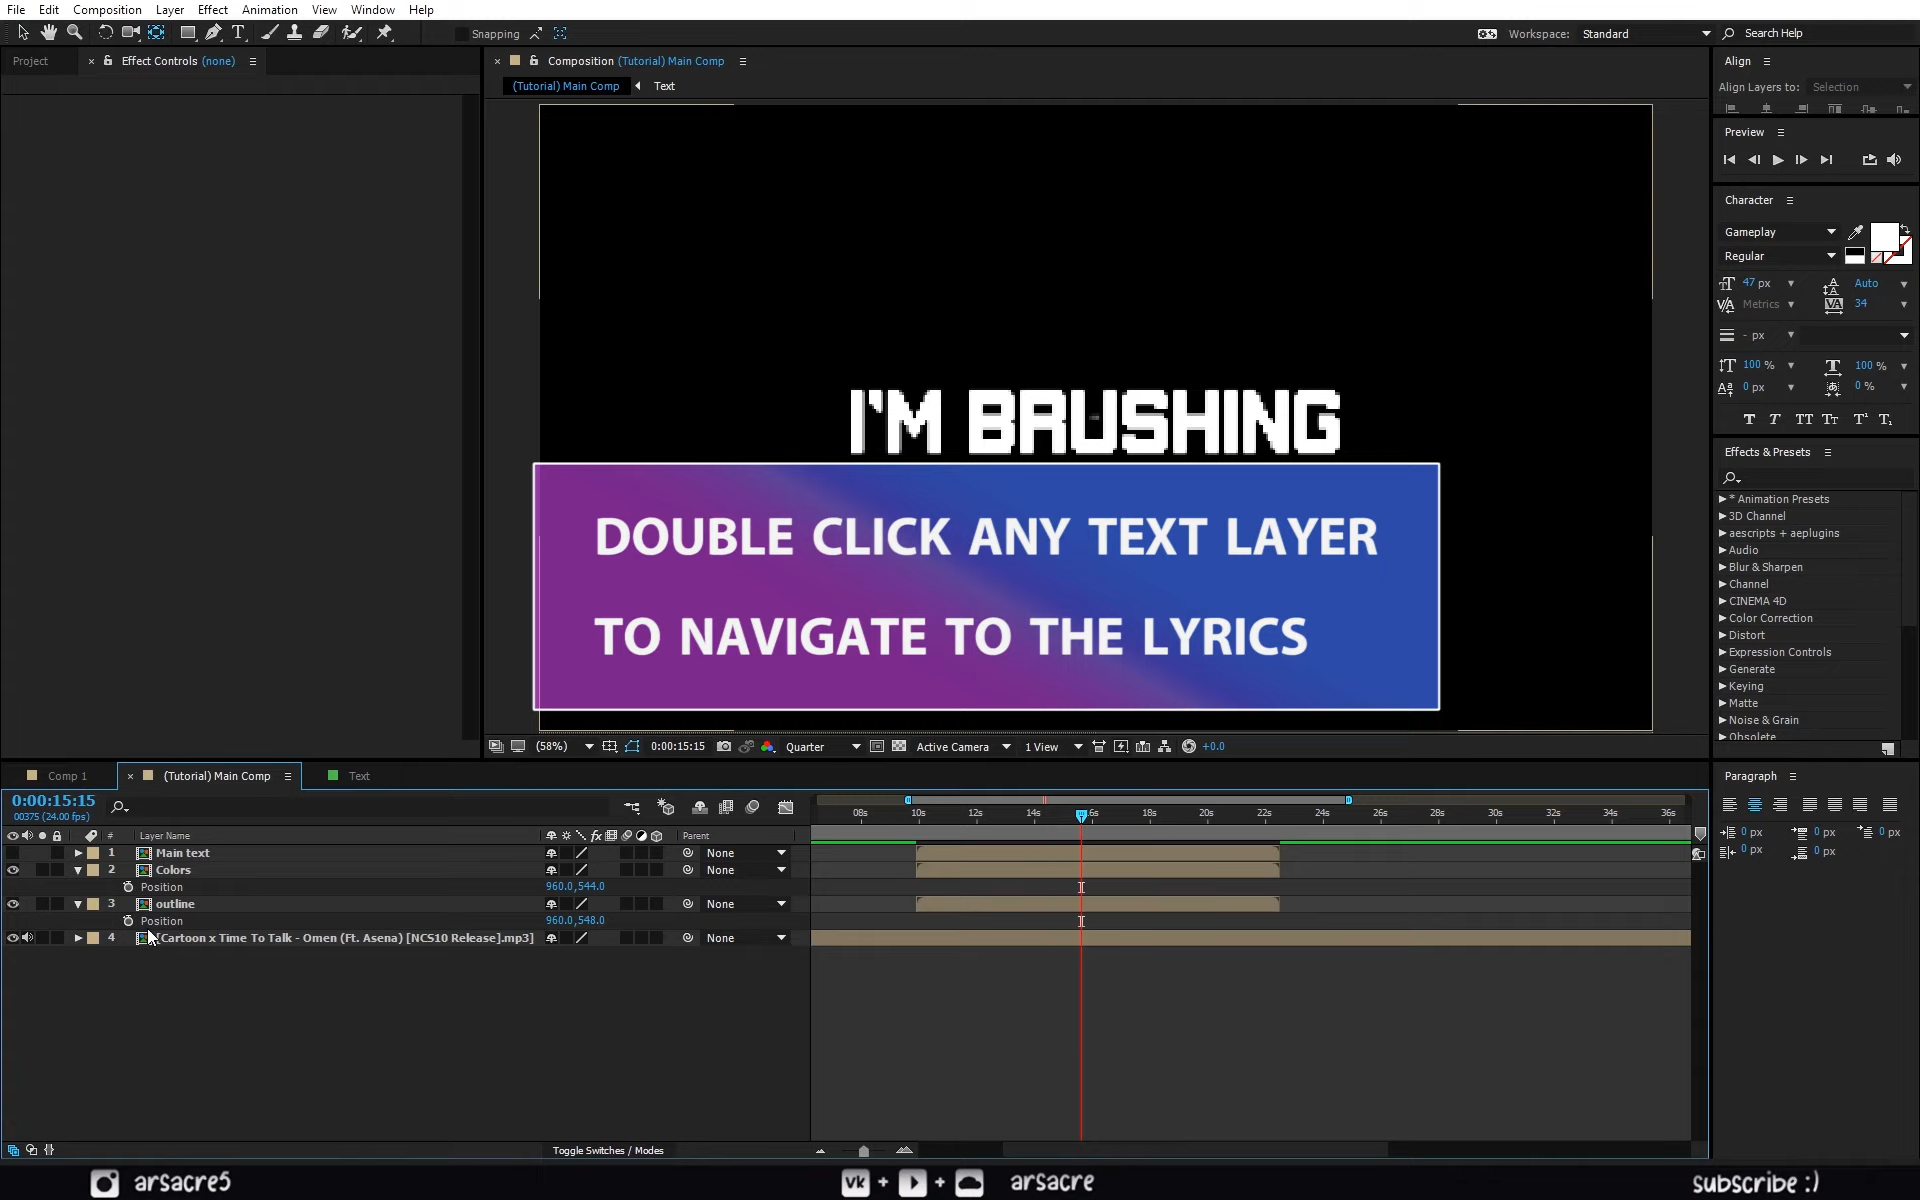 File Edit Composition Layer Effect Animation View Window Help
Snapping Workspace: Standard Search Help
Project × Effect Controls (none)
× Composition (Tutorial) Main Comp
(Tutorial) Main Comp Text
I'M BRUSHING
DOUBLE CLICK ANY TEXT LAYER
TO NAVIGATE TO THE LYRICS
(58%) 0:00:15:15 Quarter Active Camera 1 View +0.0
Align
Align Layers to: Selection
Preview
Character
Gameplay
Regular
47 px Auto
Metrics 34
- px
100 % 100 %
0 px 0 %
Effects & Presets
* Animation Presets
3D Channel
aescripts + aeplugins
Audio
Blur & Sharpen
Channel
CINEMA 4D
Color Correction
Distort
Expression Controls
Generate
Keying
Matte
Noise & Grain
Obsolete
Paragraph
0 px 0 px 0 px
0 px 0 px
Comp 1 × (Tutorial) Main Comp Text
0:00:15:15
00375 (24.00 fps)
08s 10s 12s 14s 16s 18s 20s 22s 24s 26s 28s 30s 32s 34s 36s
# Layer Name Parent
1 Main text None
2 Colors None
Position 960.0,544.0
3 outline None
Position 960.0,548.0
4 [Cartoon x Time To Talk - Omen (Ft. Asena) [NCS10 Release].mp3] None
Toggle Switches / Modes
arsacre5 VK + + arsacre subscribe :)